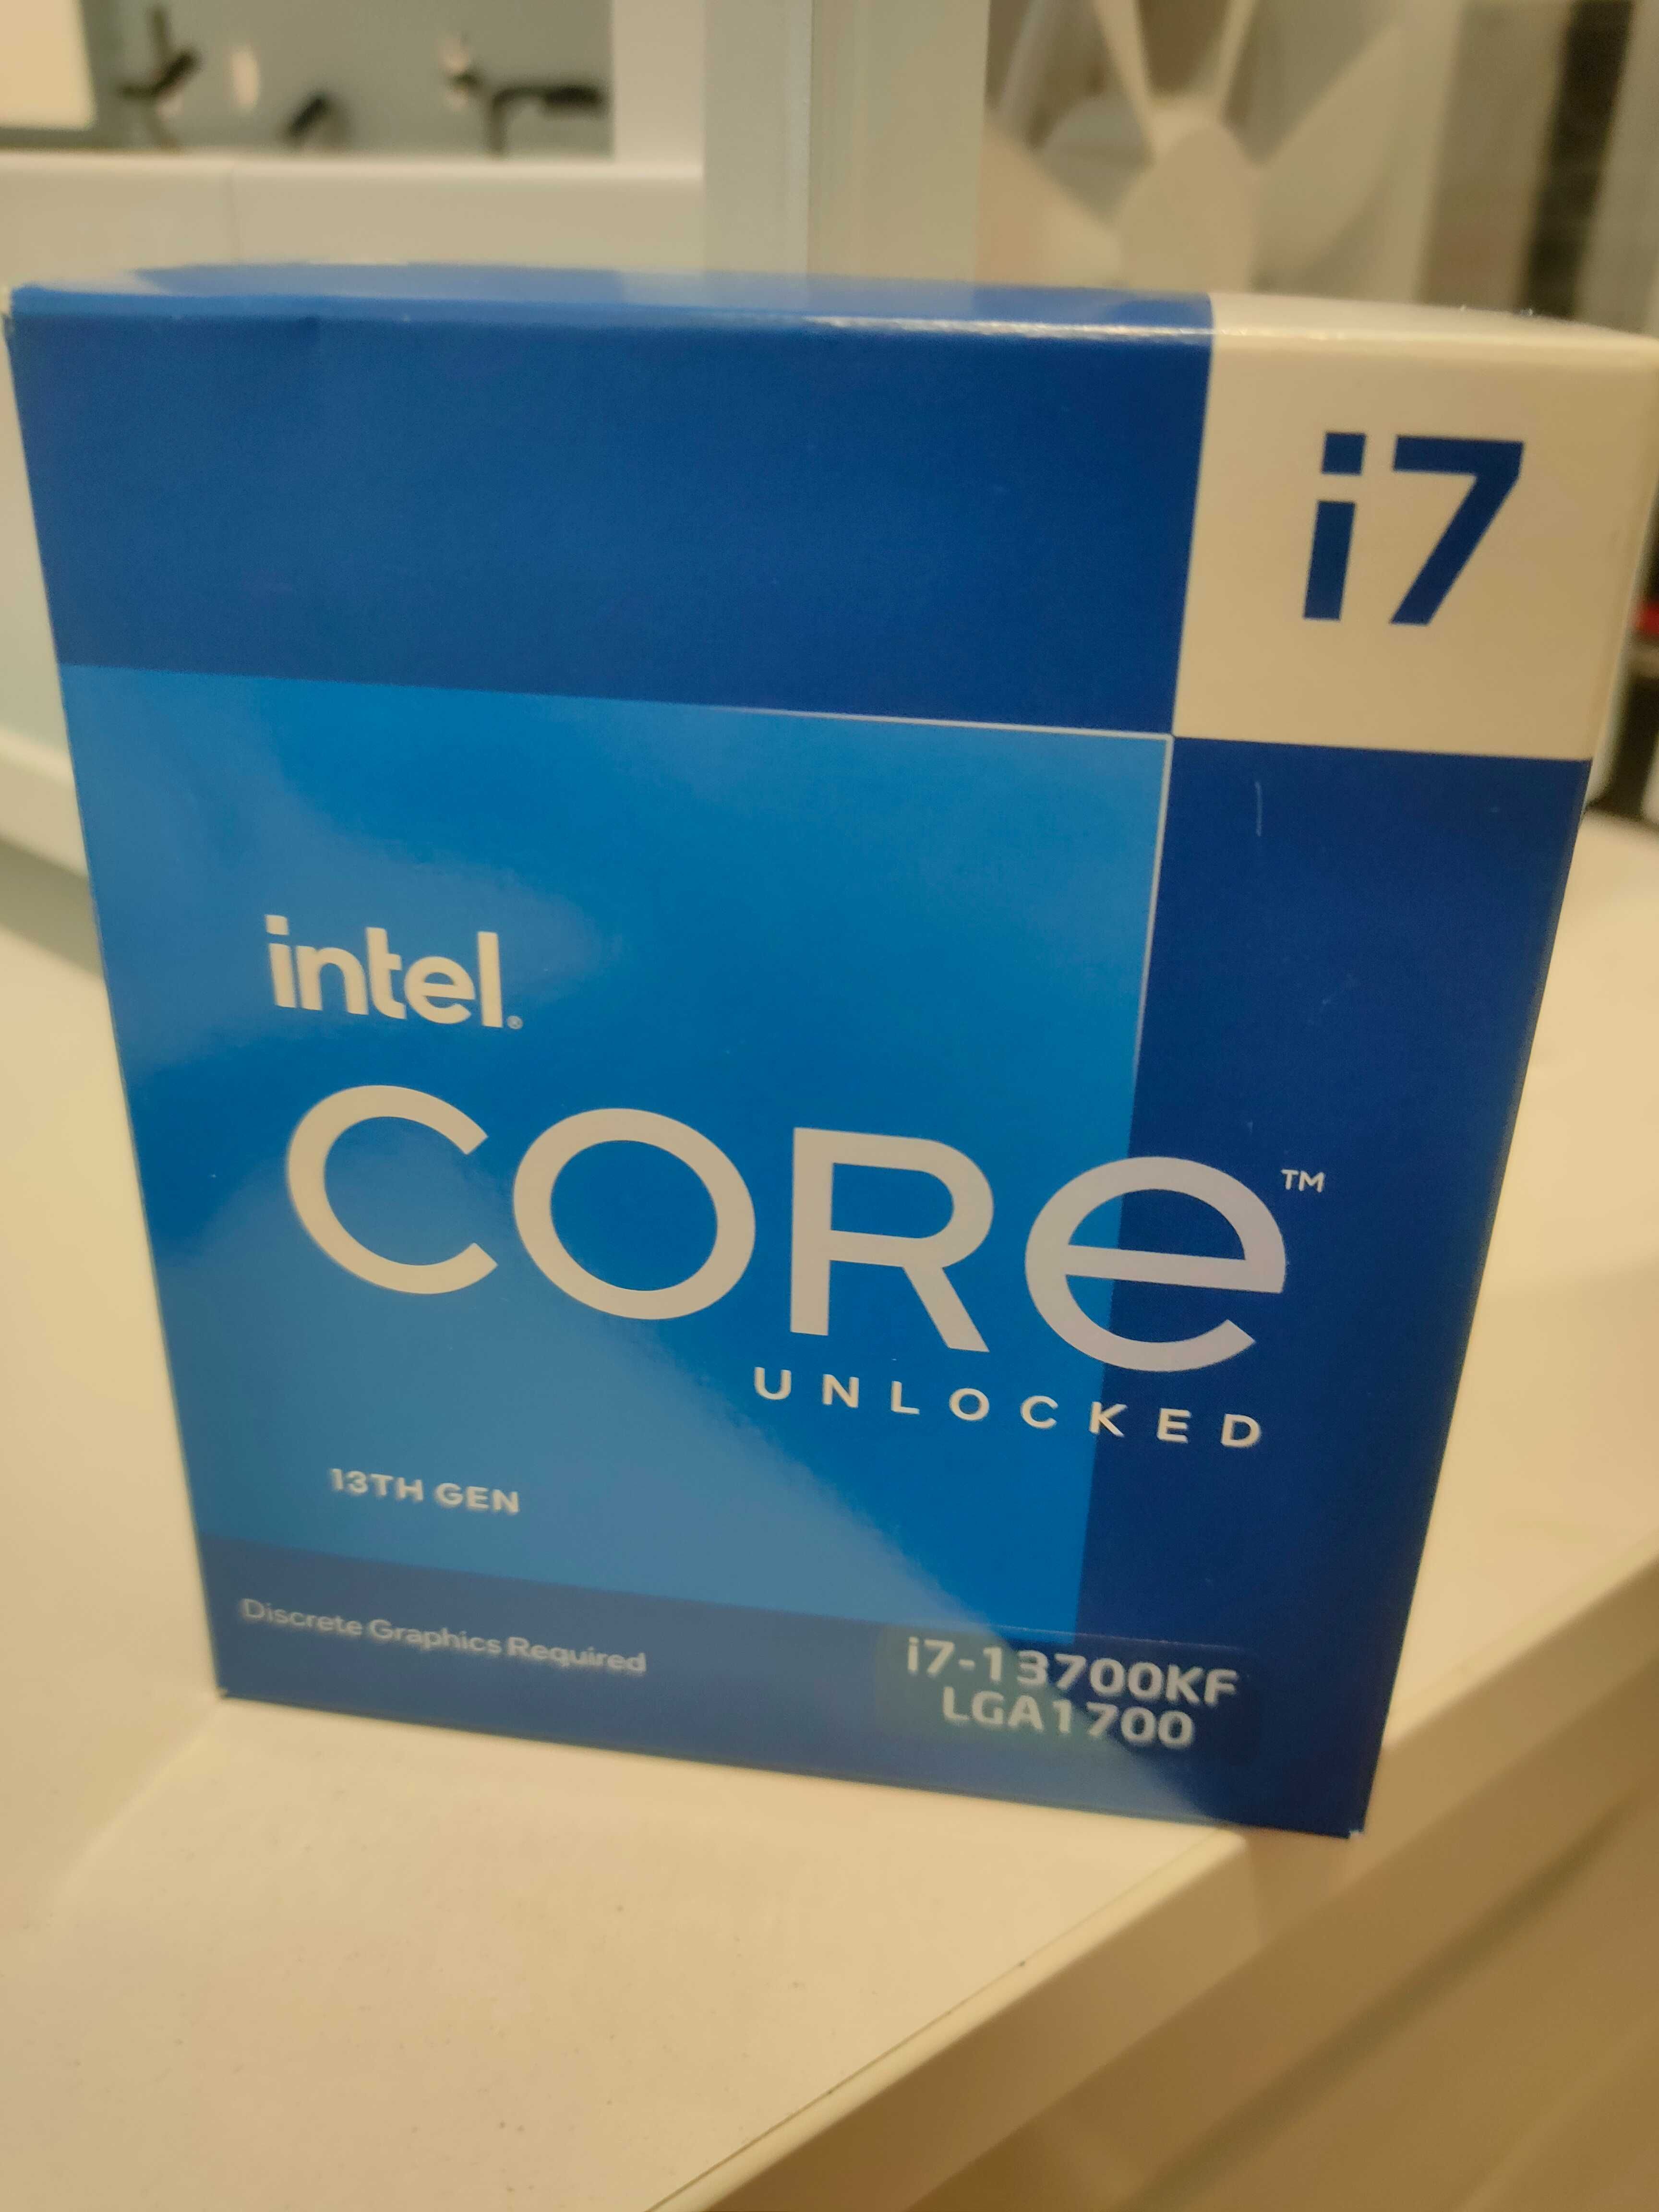 i7
intel®
CORe™
UNLOCKED
13TH GEN
Discrete Graphics Required
i7-13700KF
LGA1700